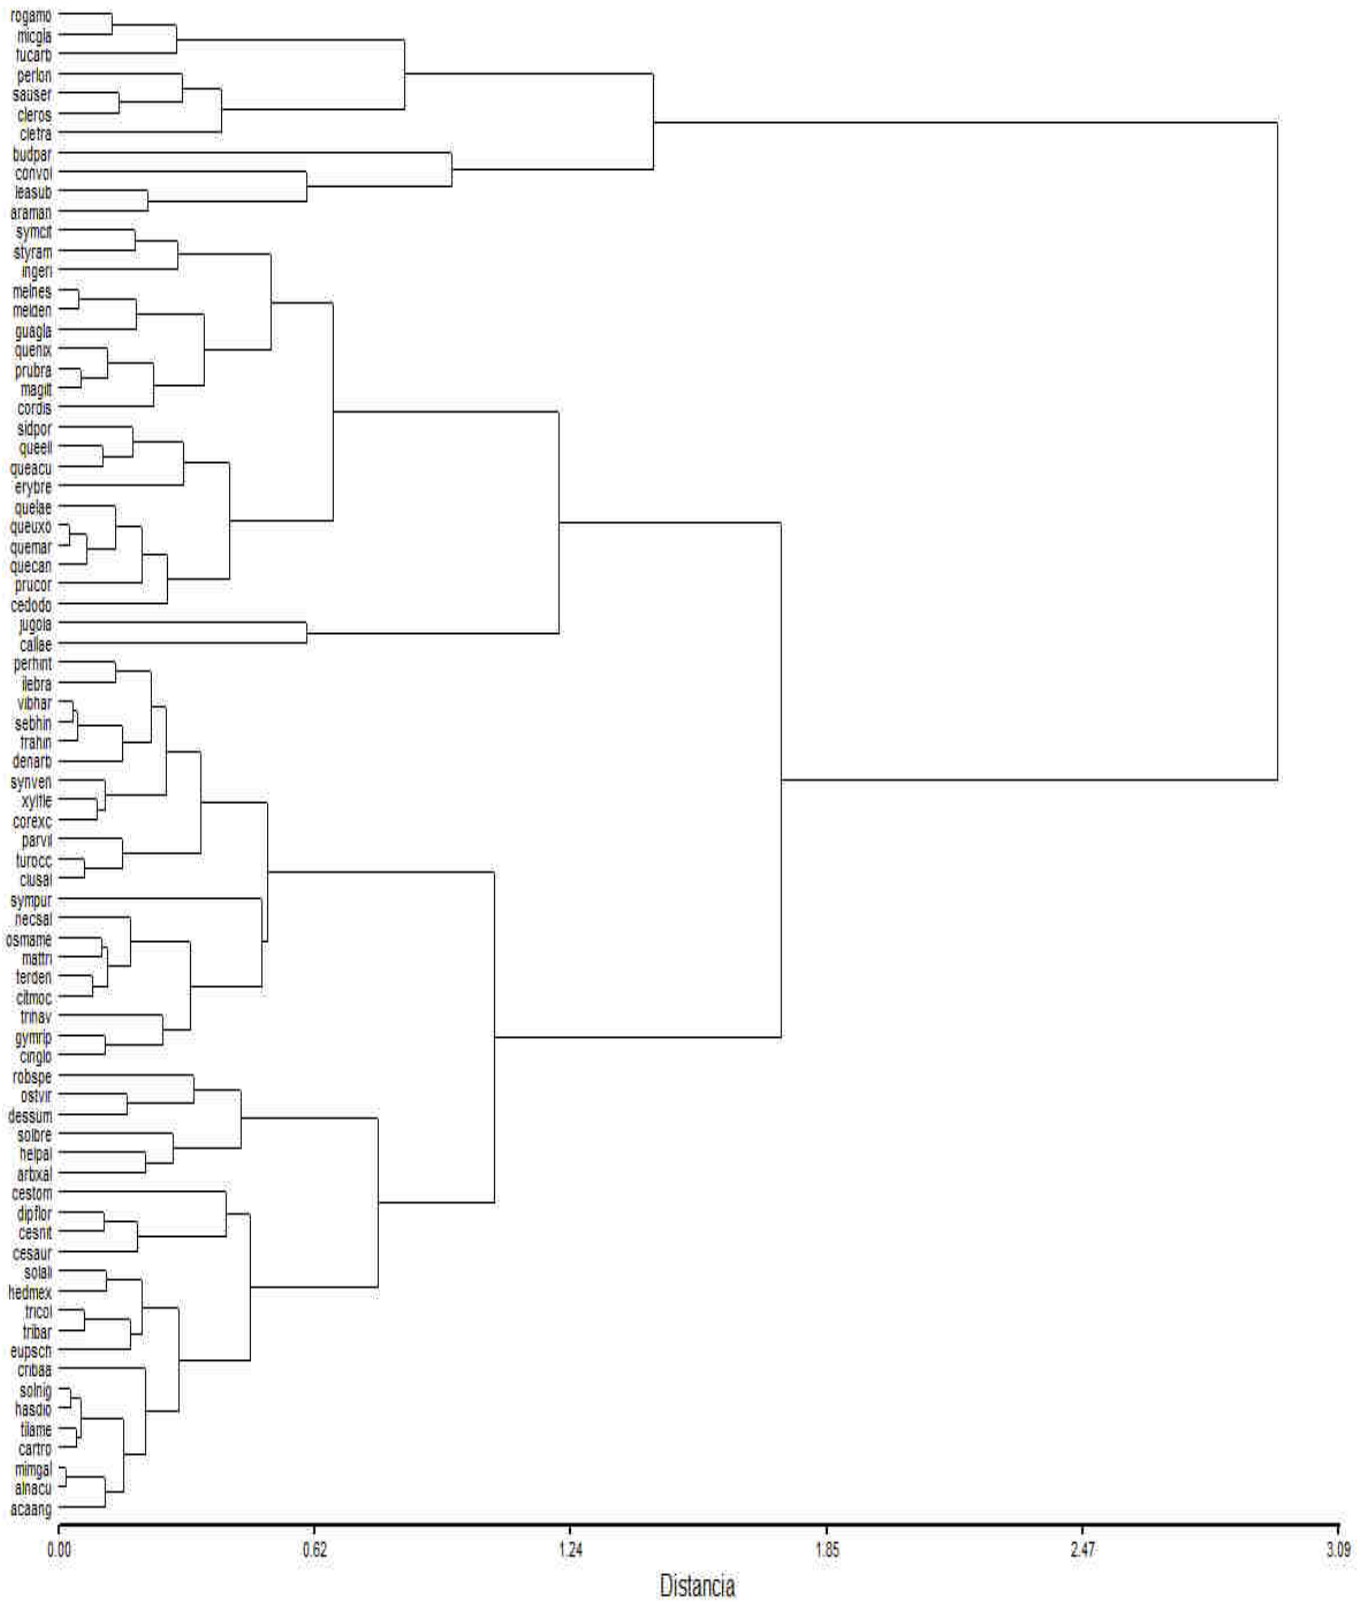 rogamo
micgla
fucarb
perlon
sauser
cleros
cletra
budpar
convol
leasub
araman
symcit
styram
ingeri
melnes
melden
guagla
quenix
prubra
magilt
cordis
sidpor
queell
queacu
erybre
quelae
queuxo
quemar
quecan
prucor
cedodo
jugola
callae
perhint
ilebra
vibhar
sebhin
frahin
denarb
synven
xylfle
corexc
parvil
turocc
clusal
sympur
necsal
osmame
mattri
terden
citmoc
trinav
gymrip
cinglo
robspe
ostvir
dessum
solbre
helpal
arbxal
cestom
dipflor
cesnit
cesaur
solali
hedmex
tricol
tribar
eupsch
cribaa
solnig
hasdio
tilame
cartro
mimgal
alnacu
acaang
0.00 0.62 1.24 1.85 2.47 3.09
Distancia